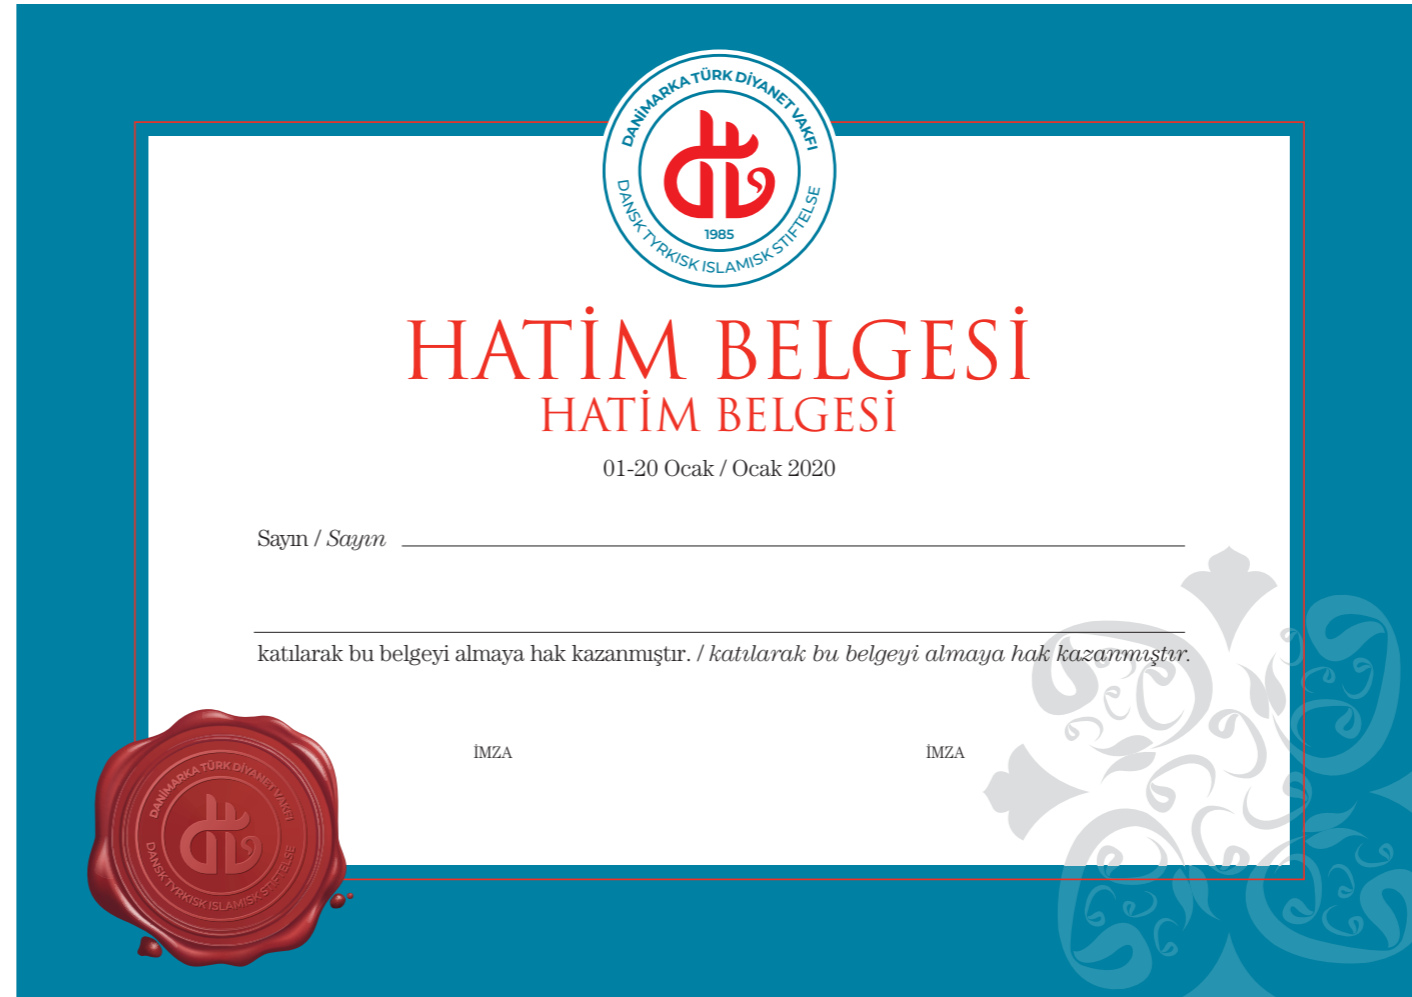 DANİMARKA TÜRK DİYANET VAKFI
1985
DANSK TYRKISK ISLAMISK STIFTELSE
HATİM BELGESİ
HATİM BELGESİ
01-20 Ocak / Ocak 2020
Sayın / Sayın
katılarak bu belgeyi almaya hak kazanmıştır. / katılarak bu belgeyi almaya hak kazanmıştır.
İMZA İMZA
DANİMARKA TÜRK DİYANET VAKFI
DANSK TYRKISK ISLAMISK STIFTELSE